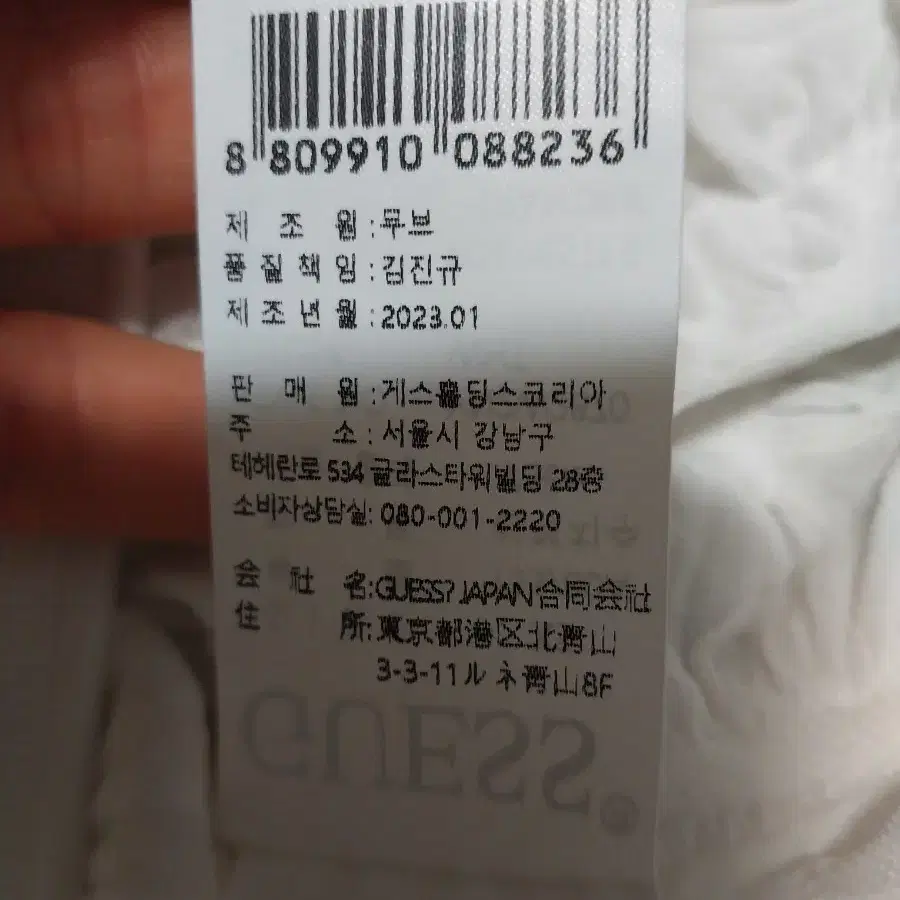 8 809910 088236
제 조 원 : 무브
품 질 책 임 : 김진규
제 조 년 월 : 2023.01
판 매 원 : 게스홀딩스코리아
주 소 : 서울시 강남구
테헤란로 534 글라스타워빌딩 28층
소비자상담실: 080-001-2220
会 社 名:GUESS? JAPAN合同会社
住 所:東京都港区北青山
3-3-11ルネ青山8F
GUESS®